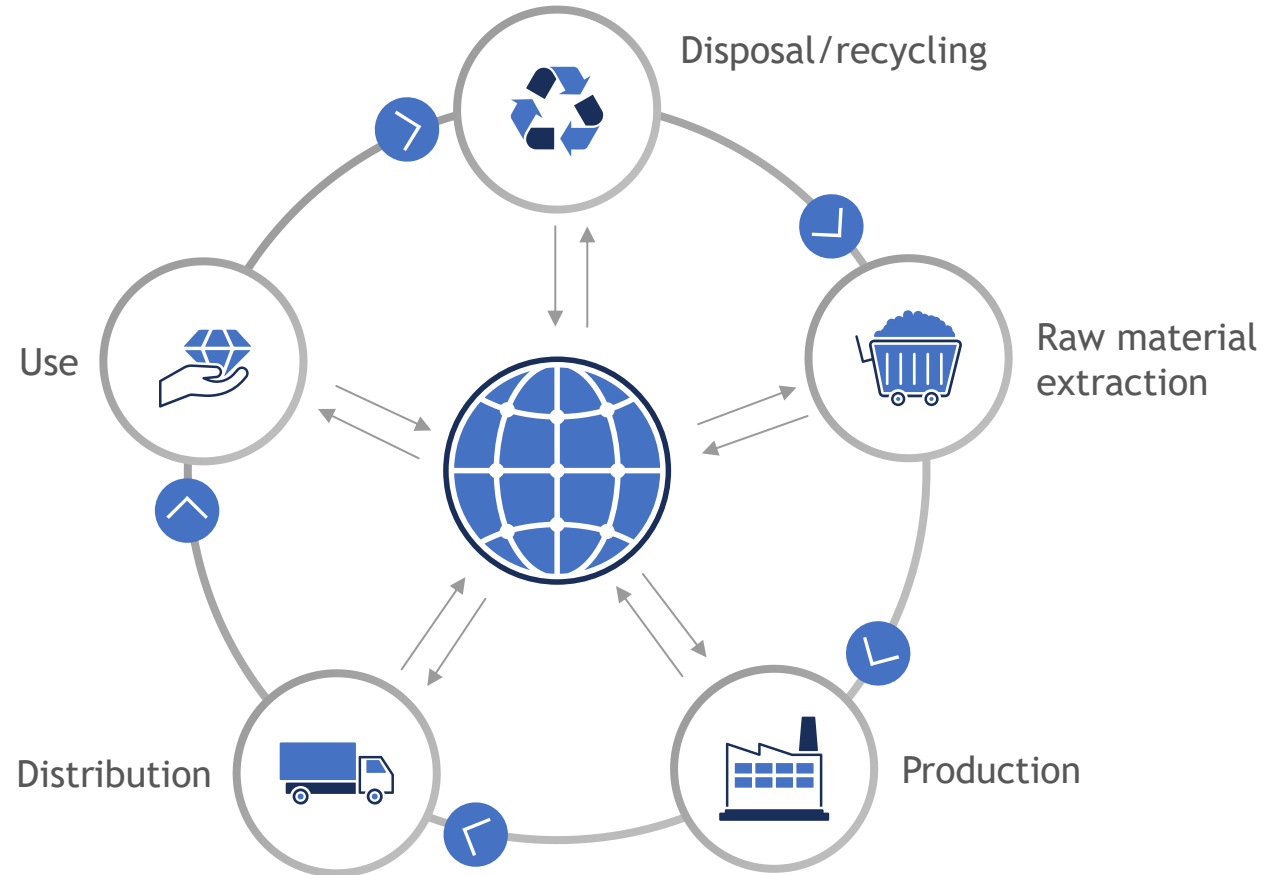 Disposal/recycling
Raw material
extraction
Use
Distribution
Production